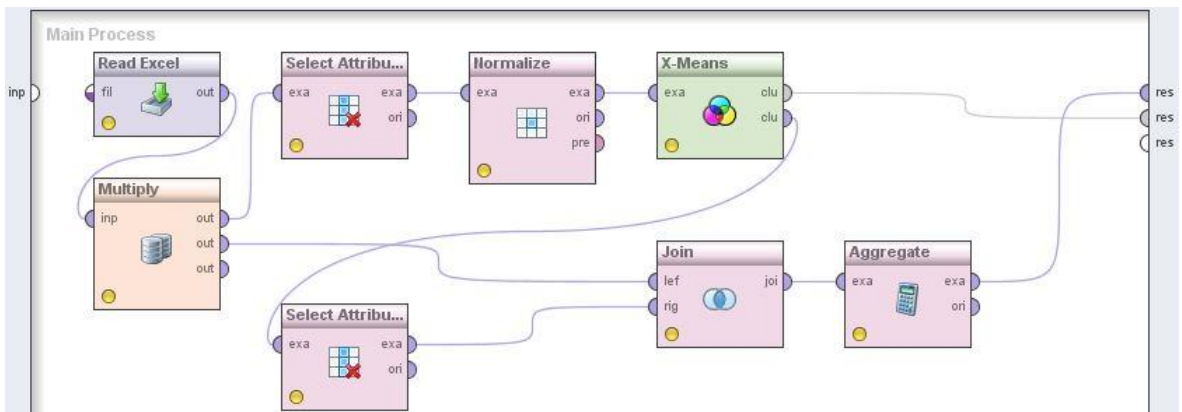 Main Process
Read Excel
fil out
Select Attribu...
exa exa
ori
Normalize
exa exa
ori
pre
X-Means
exa clu
clu
inp
res
res
res
Multiply
inp out
out
out
Join
lef joi
rig
Aggregate
exa exa
ori
Select Attribu...
exa exa
ori